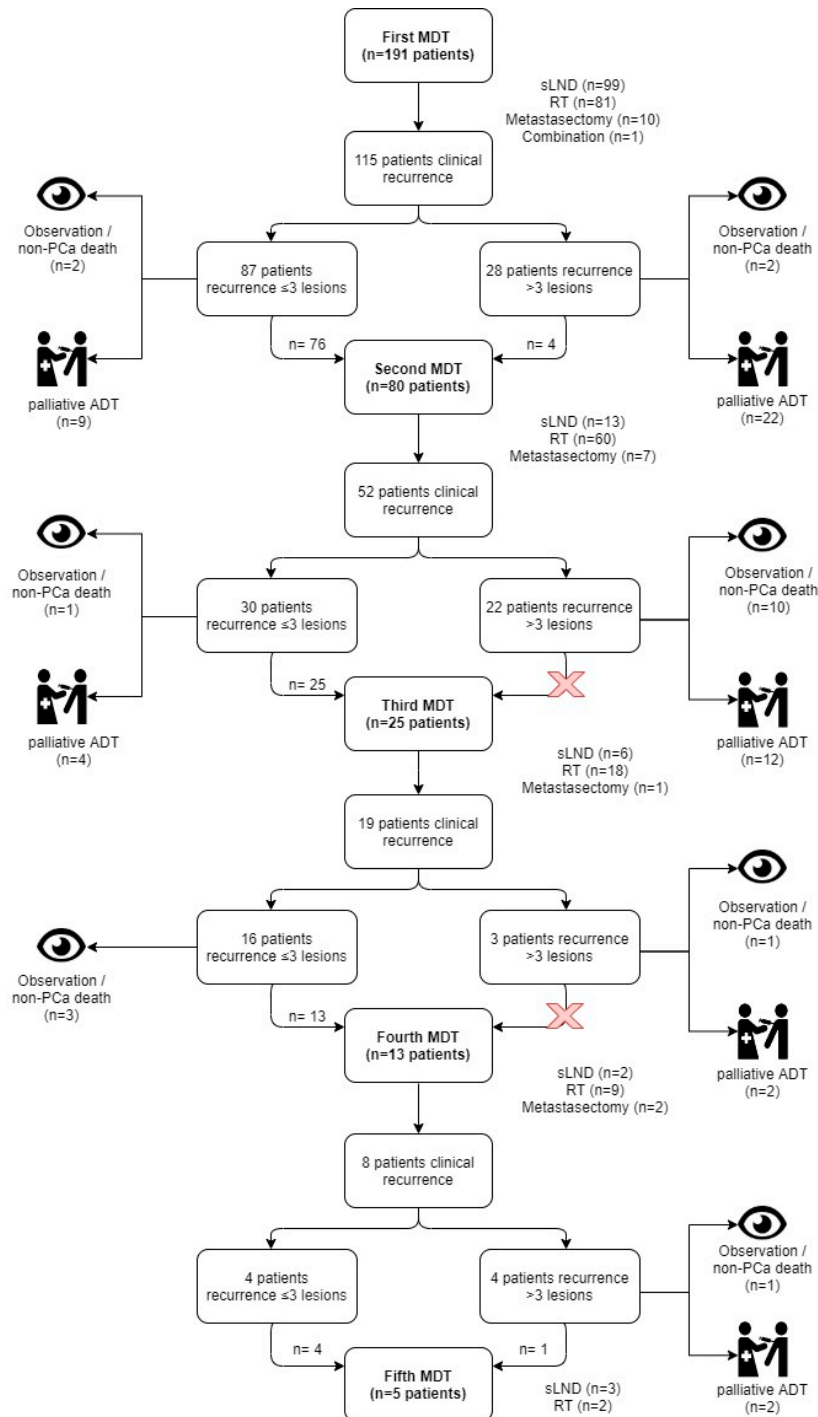 First MDT
(n=191 patients)
sLND (n=99)
RT (n=81)
Metastasectomy (n=10)
Combination (n=1)
115 patients clinical
recurrence
Observation /
non-PCa death
(n=2)
87 patients
recurrence ≤3 lesions
28 patients recurrence
>3 lesions
Observation /
non-PCa death
(n=2)
palliative ADT
(n=9)
n= 76
n= 4
palliative ADT
(n=22)
Second MDT
(n=80 patients)
sLND (n=13)
RT (n=60)
Metastasectomy (n=7)
52 patients clinical
recurrence
Observation /
non-PCa death
(n=1)
30 patients
recurrence ≤3 lesions
22 patients recurrence
>3 lesions
Observation /
non-PCa death
(n=10)
palliative ADT
(n=4)
n= 25
palliative ADT
(n=12)
Third MDT
(n=25 patients)
sLND (n=6)
RT (n=18)
Metastasectomy (n=1)
19 patients clinical
recurrence
Observation /
non-PCa death
(n=3)
16 patients
recurrence ≤3 lesions
3 patients recurrence
>3 lesions
Observation /
non-PCa death
(n=1)
n= 13
palliative ADT
(n=2)
Fourth MDT
(n=13 patients)
sLND (n=2)
RT (n=9)
Metastasectomy (n=2)
8 patients clinical
recurrence
4 patients
recurrence ≤3 lesions
4 patients recurrence
>3 lesions
Observation /
non-PCa death
(n=1)
n= 4
n= 1
palliative ADT
(n=2)
Fifth MDT
(n=5 patients)
sLND (n=3)
RT (n=2)